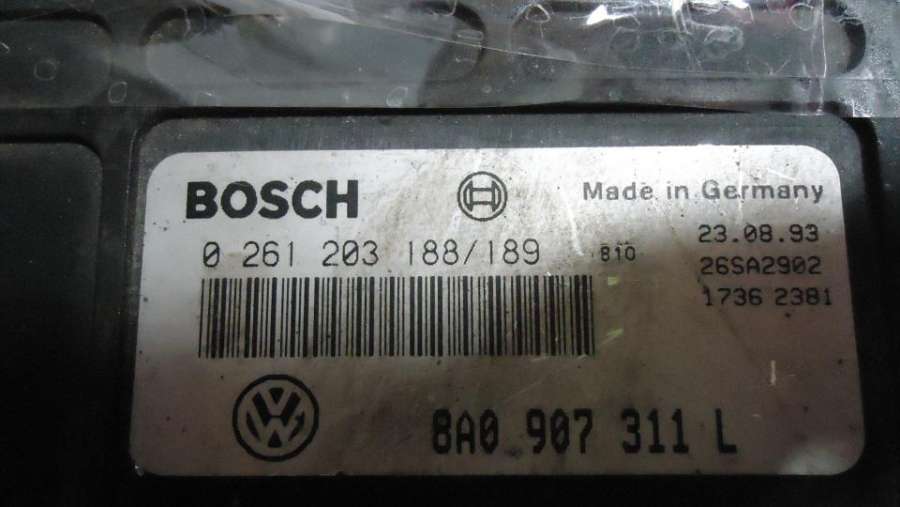 BOSCH Made in Germany
0 261 203 188/189 810 23.08.93
26SA2902
1736 2381
VW
8A0 907 311 L